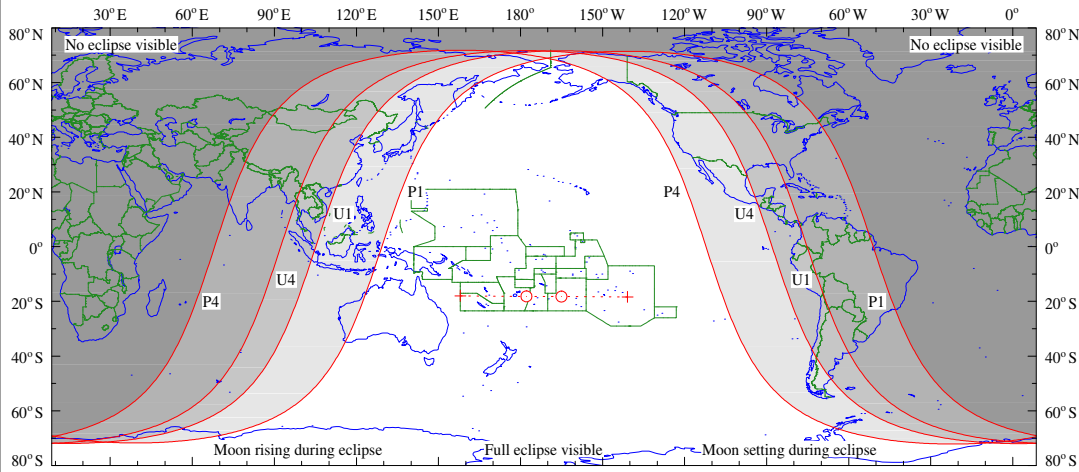 30° E 60° E 90° E 120° E 150° E 180° 150° W 120° W 90° W 60° W 30° W 0°
80° N No eclipse visible No eclipse visible 80° N
60° N 60° N
40° N 40° N
20° N P1 P4 20° N
U1 U4
0° 0°
U4 U1
20° S P4 P1 20° S
40° S 40° S
60° S 60° S
Moon rising during eclipse Full eclipse visible Moon setting during eclipse
80° S 80° S